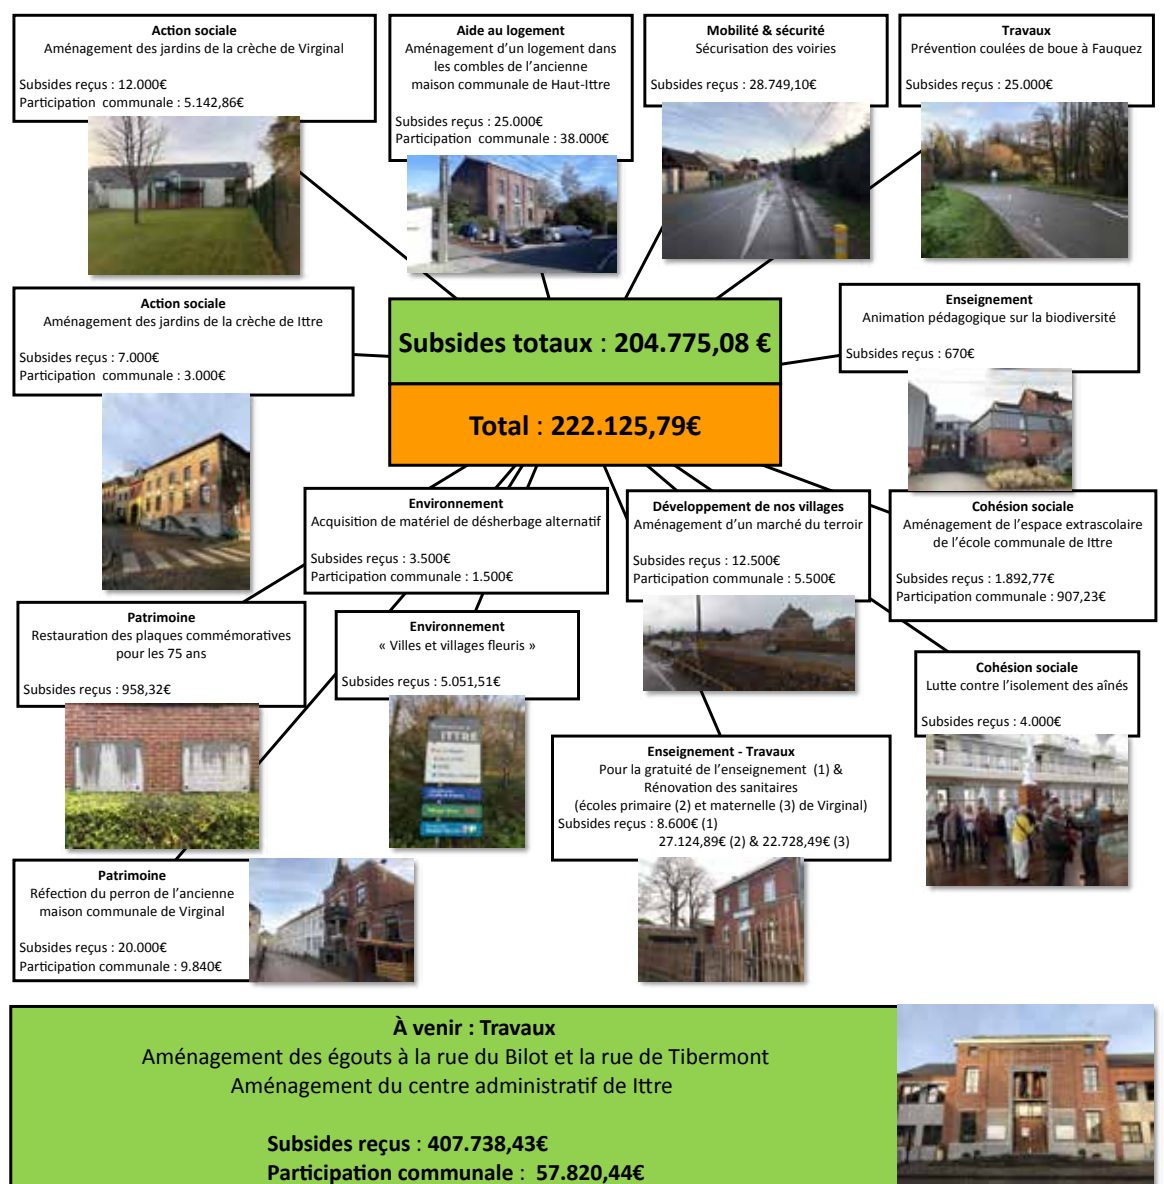 Action sociale
Aménagement des jardins de la crèche de Virginal
Subsides reçus : 12.000€
Participation communale : 5.142,86€
Aide au logement
Aménagement d'un logement dans
les combles de l'ancienne
maison communale de Haut-Ittre
Subsides reçus : 25.000€
Participation communale : 38.000€
Mobilité & sécurité
Sécurisation des voiries
Subsides reçus : 28.749,10€
Travaux
Prévention coulées de boue à Fauquez
Subsides reçus : 25.000€
Action sociale
Aménagement des jardins de la crèche de Ittre
Subsides reçus : 7.000€
Participation communale : 3.000€
Subsides totaux : 204.775,08 €
Total : 222.125,79€
Enseignement
Animation pédagogique sur la biodiversité
Subsides reçus : 670€
Environnement
Acquisition de matériel de désherbage alternatif
Subsides reçus : 3.500€
Participation communale : 1.500€
Développement de nos villages
Aménagement d'un marché du terroir
Subsides reçus : 12.500€
Participation communale : 5.500€
Cohésion sociale
Aménagement de l'espace extrascolaire
de l'école communale de Ittre
Subsides reçus : 1.892,77€
Participation communale : 907,23€
Patrimoine
Restauration des plaques commémoratives
pour les 75 ans
Subsides reçus : 958,32€
Environnement
« Villes et villages fleuris »
Subsides reçus : 5.051,51€
ITTRE
Cohésion sociale
Lutte contre l'isolement des aînés
Subsides reçus : 4.000€
Enseignement - Travaux
Pour la gratuité de l'enseignement (1) &
Rénovation des sanitaires
(écoles primaire (2) et maternelle (3) de Virginal)
Subsides reçus : 8.600€ (1)
27.124,89€ (2) & 22.728,49€ (3)
Patrimoine
Réfection du perron de l'ancienne
maison communale de Virginal
Subsides reçus : 20.000€
Participation communale : 9.840€
À venir : Travaux
Aménagement des égouts à la rue du Bilot et la rue de Tibermont
Aménagement du centre administratif de Ittre
Subsides reçus : 407.738,43€
Participation communale : 57.820,44€